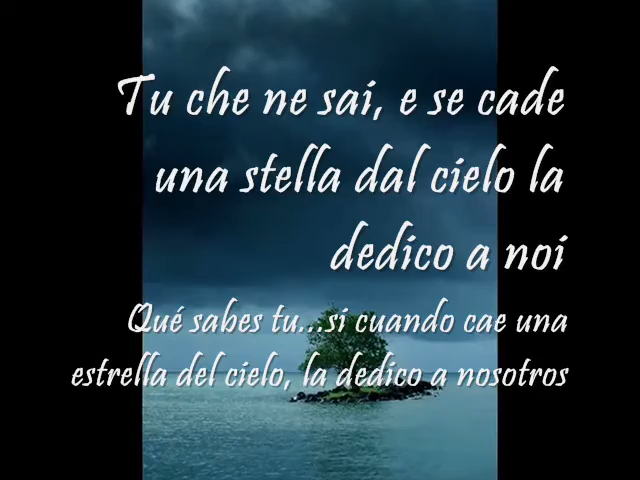 Tu che ne sai, e se cade
una stella dal cielo la
dedico a noi
Qué sabes tu...si cuando cae una
estrella del cielo, la dedico a nosotros